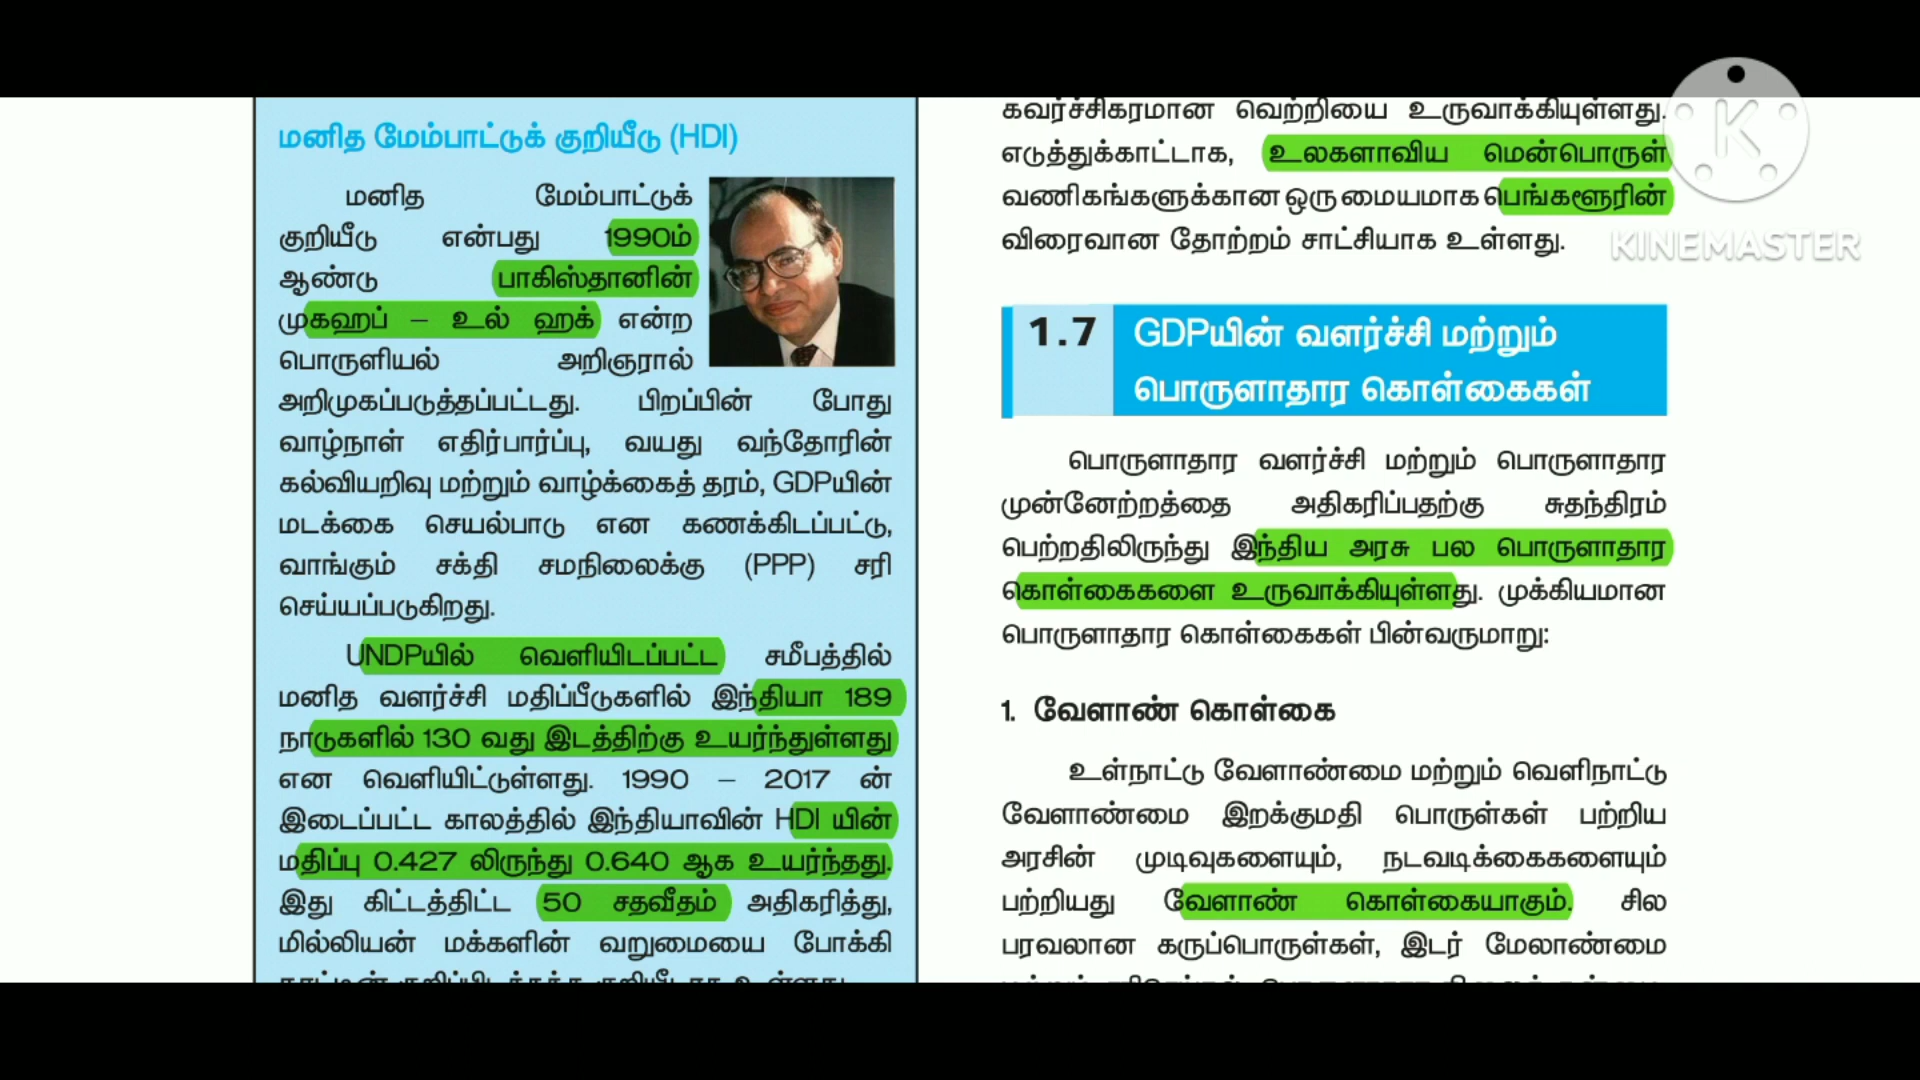 மனித மேம்பாட்டுக் குறியீடு (HDI)
மனித மேம்பாட்டுக்
குறியீடு என்பது 1990ம்
ஆண்டு பாகிஸ்தானின்
முகஹப் – உல் ஹக் என்ற
பொருளியல் அறிஞரால்
அறிமுகப்படுத்தப்பட்டது. பிறப்பின் போது
வாழ்நாள் எதிர்பார்ப்பு, வயது வந்தோரின்
கல்வியறிவு மற்றும் வாழ்க்கைத் தரம், GDPயின்
மடக்கை செயல்பாடு என கணக்கிடப்பட்டு,
வாங்கும் சக்தி சமநிலைக்கு (PPP) சரி
செய்யப்படுகிறது.
UNDPயில் வெளியிடப்பட்ட சமீபத்தில்
மனித வளர்ச்சி மதிப்பீடுகளில் இந்தியா 189
நாடுகளில் 130 வது இடத்திற்கு உயர்ந்துள்ளது
என வெளியிட்டுள்ளது. 1990 – 2017 ன்
இடைப்பட்ட காலத்தில் இந்தியாவின் HDI யின்
மதிப்பு 0.427 லிருந்து 0.640 ஆக உயர்ந்தது.
இது கிட்டத்திட்ட 50 சதவீதம் அதிகரித்து,
மில்லியன் மக்களின் வறுமையை போக்கி
கவர்ச்சிகரமான வெற்றியை உருவாக்கியுள்ளது.
எடுத்துக்காட்டாக, உலகளாவிய மென்பொருள்
வணிகங்களுக்கான ஒரு மையமாக பெங்களூரின்
விரைவான தோற்றம் சாட்சியாக உள்ளது.
1.7 GDPயின் வளர்ச்சி மற்றும்
பொருளாதார கொள்கைகள்
பொருளாதார வளர்ச்சி மற்றும் பொருளாதார
முன்னேற்றத்தை அதிகரிப்பதற்கு சுதந்திரம்
பெற்றதிலிருந்து இந்திய அரசு பல பொருளாதார
கொள்கைகளை உருவாக்கியுள்ளது. முக்கியமான
பொருளாதார கொள்கைகள் பின்வருமாறு:
1. வேளாண் கொள்கை
உள்நாட்டு வேளாண்மை மற்றும் வெளிநாட்டு
வேளாண்மை இறக்குமதி பொருள்கள் பற்றிய
அரசின் முடிவுகளையும், நடவடிக்கைகளையும்
பற்றியது வேளாண் கொள்கையாகும். சில
பரவலான கருப்பொருள்கள், இடர் மேலாண்மை
K
KINEMASTER